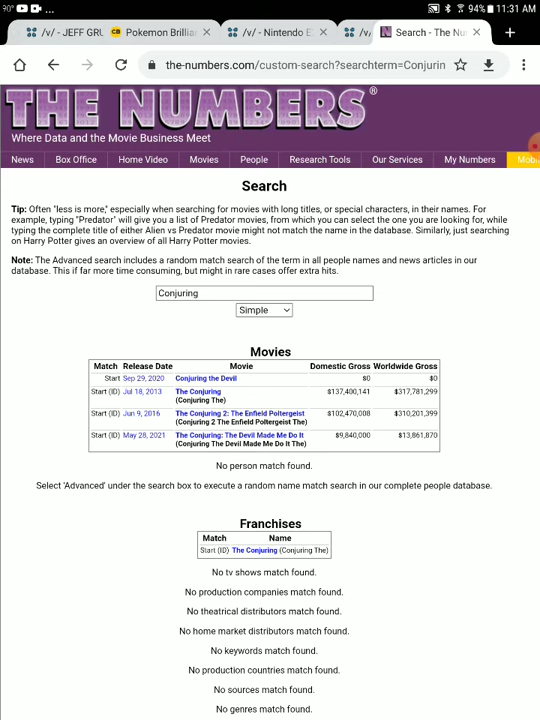 90° 94% 11:31 AM
/v/ - JEFF GRU Pokemon Brillia /v/ - Nintendo E /v/ Search - The Nu
the-numbers.com/custom-search?searchterm=Conjurin
THE NUMBERS®
Where Data and the Movie Business Meet
News Box Office Home Video Movies People Research Tools Our Services My Numbers Mob
Search
Tip: Often "less is more," especially when searching for movies with long titles, or special characters, in their names. For
example, typing "Predator" will give you a list of Predator movies, from which you can select the one you are looking for, while
typing the complete title of either Alien vs Predator movie might not match the name in the database. Similarly, just searching
on Harry Potter gives an overview of all Harry Potter movies.
Note: The Advanced search includes a random match search of the term in all people names and news articles in our
database. This if far more time consuming, but might in rare cases offer extra hits.
Conjuring
Simple
Movies
Match Release Date Movie Domestic Gross Worldwide Gross
Start Sep 29, 2020 Conjuring the Devil $0 $0
Start (ID) Jul 18, 2013 The Conjuring $137,400,141 $317,781,299
(Conjuring The)
Start (ID) Jun 9, 2016 The Conjuring 2: The Enfield Poltergeist $102,470,008 $310,201,399
(Conjuring 2 The Enfield Poltergeist The)
Start (ID) May 28, 2021 The Conjuring: The Devil Made Me Do It $9,840,000 $13,861,870
(Conjuring The Devil Made Me Do It The)
No person match found.
Select 'Advanced' under the search box to execute a random name match search in our complete people database.
Franchises
Match Name
Start (ID) The Conjuring (Conjuring The)
No tv shows match found.
No production companies match found.
No theatrical distributors match found.
No home market distributors match found.
No keywords match found.
No production countries match found.
No sources match found.
No genres match found.